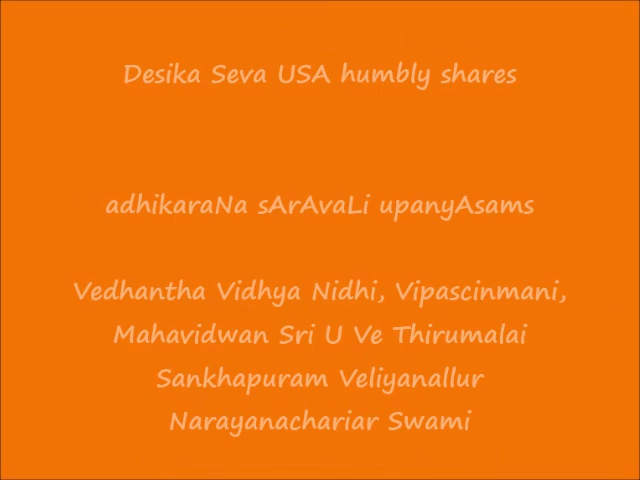 Desika Seva USA humbly shares
adhikaraNa sArAvaLi upanyAsams
Vedhantha Vidhya Nidhi, Vipascinmani,
Mahavidwan Sri U Ve Thirumalai
Sankhapuram Veliyanallur
Narayanachariar Swami